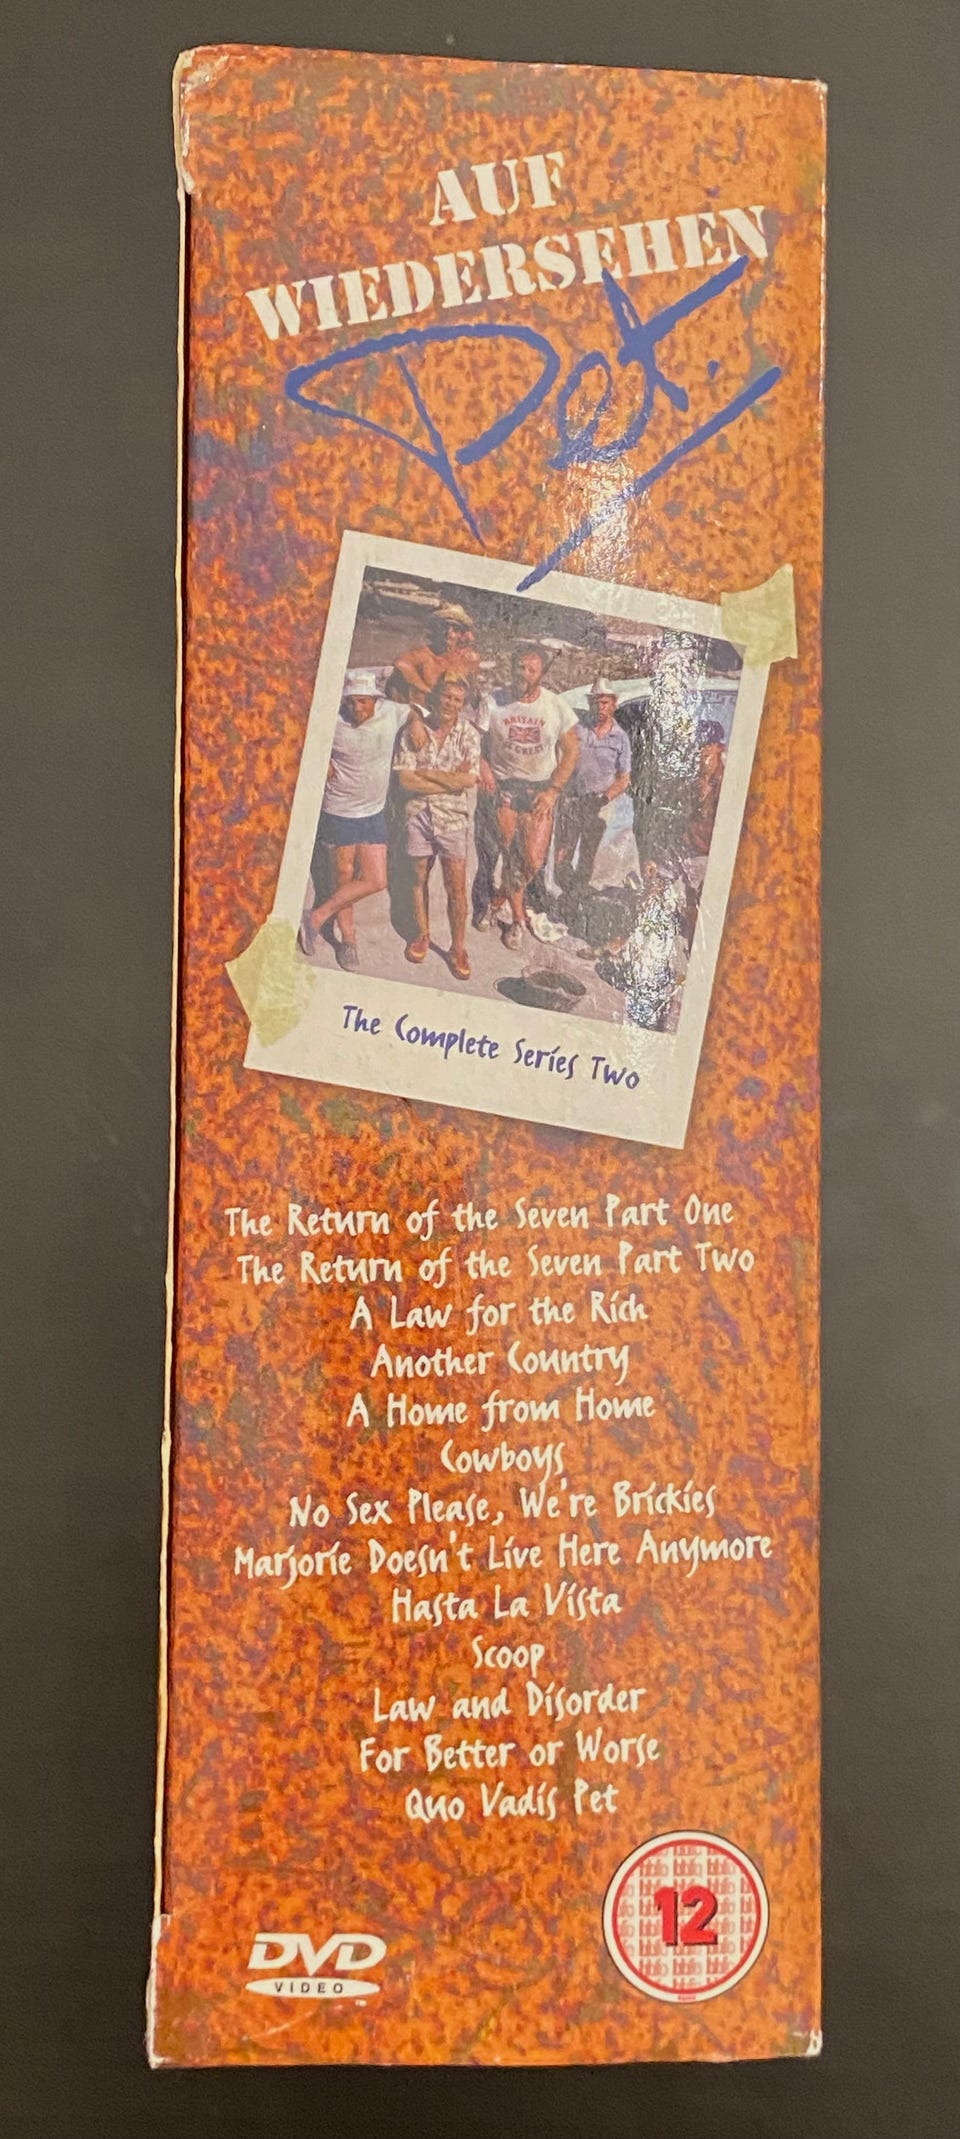 AUF
WIEDERSEHEN
Pet.
BRITAIN
The Complete Series Two
The Return of the Seven Part One
The Return of the Seven Part Two
A Law for the Rich
Another Country
A Home from Home
Cowboys
No Sex Please, We're Brickies
Marjorie Doesn't Live Here Anymore
Hasta La Vista
Scoop
Law and Disorder
For Better or Worse
Quo Vadis Pet
12
DVD
VIDEO